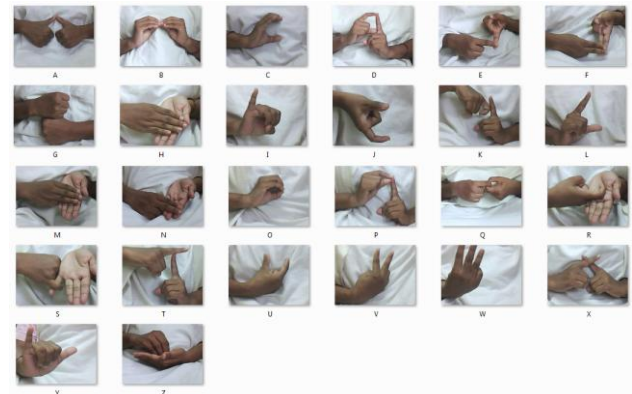 A B C D E F
G H I J K L
M N O P Q R
S T U V W X
Y Z